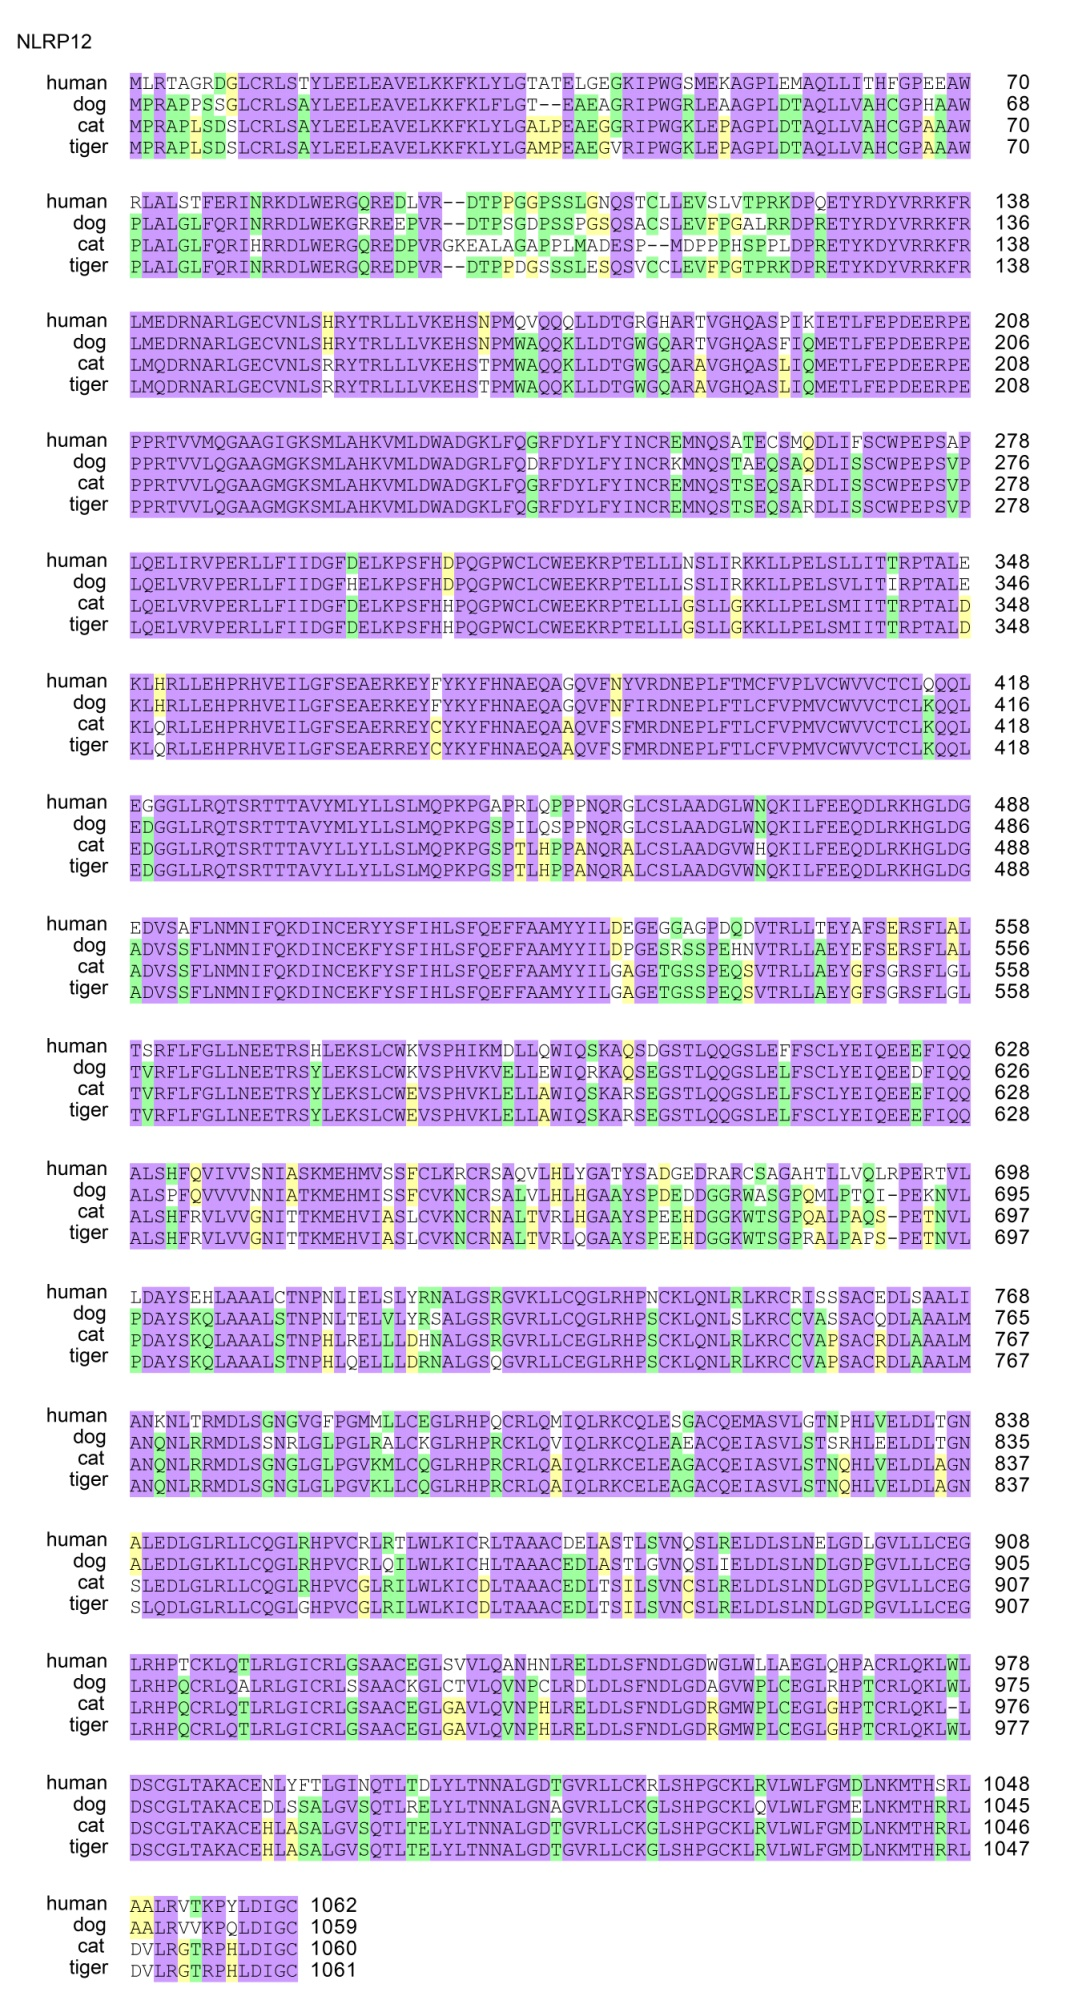 NLRP12
human MLRTAGRDGLCRLSTYLEELEAVELKKFKLYLGTATELGEGKIPWGSMEKAGPLEMAQLLITHFGPEEAW 70
dog MPRAPPSSGLCRLSAYLEELEAVELKKFKLFLGT--EAEAGRIPWGRLEAAGPLDTAQLLVAHCGPHAAW 68
cat MPRAPLSDSLCRLSAYLEELEAVELKKFKLYLGALPEAEGGRIPWGKLEPAGPLDTAQLLVAHCGPAAAW 70
tiger MPRAPLSDSLCRLSAYLEELEAVELKKFKLYLGAMPEAEGVRIPWGKLEPAGPLDTAQLLVAHCGPAAAW 70
human RLALSTFERINRKDLWERGQREDLVR--DTPPGGPSSLGNQSTCLLEVSLVTPRKDPQETYRDYVRRKFR 138
dog PLALGLFQRINRRDLWEKGRREEPVR--DTPSGDPSSPGSQSACSLEVFPGALRRDPRETYRDYVRRKFR 136
cat PLALGLFQRIHRRDLWERGQREDPVRGKEALAGAPPLMADESP--MDPPPHSPPLDPRETYRDYVRRKFR 138
tiger PLALGLFQRINRRDLWERGQREDPVR--DTPPDGSSSLESQSVCCLEVFPGTPRKDPRETYKDYVRRKFR 138
human LMEDRNARLGECVNLSHRYTRLLLVKEHSNPMQVQQQLLDTGRGHARTVGHQASPIKIETLFEPDEERPE 208
dog LMEDRNARLGECVNLSHRYTRLLLVKEHSNPMWAQQKLLDTGWGQARTVGHQASFIQMETLFEPDEERPE 206
cat LMQDRNARLGECVNLSRRYTRLLLVKEHSTPMWAQQKLLDTGWGQARAVGHQASLIQMETLFEPDEERPE 208
tiger LMQDRNARLGECVNLSRRYTRLLLVKEHSTPMWAQQKLLDTGWGQARAVGHQASLIQMETLFEPDEERPE 208
human PPRTVVMQGAAGIGKSMLAHKVMLDWADGKLFQGRFDYLFYINCREMNQSATECSMQDLIFSCWPEPSAP 278
dog PPRTVVLQGAAGMGKSMLAHKVMLDWADGRLFQDRFDYLFYINCRKMNQSTAEQSAQDLISSCWPEPSVP 276
cat PPRTVVLQGAAGMGKSMLAHKVMLDWADGKLFQGRFDYLFYINCREMNQSTSEQSARDLISSCWPEPSVP 278
tiger PPRTVVLQGAAGMGKSMLAHKVMLDWADGKLFQGRFDYLFYINCREMNQSTSEQSARDLISSCWPEPSVP 278
human LQELIRVPERLLFIIDGFDELKPSFHDPQGPWCLCWEEKRPTELLLNSLIRKKLLPELSLLITTRPTALE 348
dog LQELVRVPERLLFIIDGFHELKPSFHDPQGPWCLCWEEKRPTELLLSSLIRKKLLPELSVLITIRPTALE 346
cat LQELVRVPERLLFIIDGFDELKPSFHHPQGPWCLCWEEKRPTELLLGSLLGKKLLPELSMIITTRPTALD 348
tiger LQELVRVPERLLFIIDGFDELKPSFHHPQGPWCLCWEEKRPTELLLGSLLGKKLLPELSMIITTRPTALD 348
human KLHRLLEHPRHVEILGFSEAERKEYFYKYFHNAEQAGQVFNYVRDNEPLFTMCFVPLVCWVVCTCLQQQL 418
dog KLHRLLEHPRHVEILGFSEAERKEYFYKYFHNAEQAGQVFNFIRDNEPLFTLCFVPMVCWVVCTCLKQQL 416
cat KLQRLLEHPRHVEILGFSEAERREYCYKYFHNAEQAAQVFSFMRDNEPLFTLCFVPMVCWVVCTCLKQQL 418
tiger KLQRLLEHPRHVEILGFSEAERREYCYKYFHNAEQAAQVFSFMRDNEPLFTLCFVPMVCWVVCTCLKQQL 418
human EGGGLLRQTSRTTTAVYMLYLLSLMQPKPGAPRLQPPPNQRGLCSLAADGLWNQKILFEEQDLRKHGLDG 488
dog EDGGLLRQTSRTTTAVYMLYLLSLMQPKPGSPILQSPPNQRGLCSLAADGLWNQKILFEEQDLRKHGLDG 486
cat EDGGLLRQTSRTTTAVYLLYLLSLMQPKPGSPTLHPPANQRALCSLAADGVWHQKILFEEQDLRKHGLDG 488
tiger EDGGLLRQTSRTTTAVYLLYLLSLMQPKPGSPTLHPPANQRALCSLAADGVWNQKILFEEQDLRKHGLDG 488
human EDVSAFLNMNIFQKDINCERYYSFIHLSFQEFFAAMYYILDEGEGGAGPDQDVTRLLTEYAFSERSFLAL 558
dog ADVSSFLNMNIFQKDINCEKFYSFIHLSFQEFFAAMYYILDPGESRSSPEHNVTRLLAEYEFSERSFLAL 556
cat ADVSSFLNMNIFQKDINCEKFYSFIHLSFQEFFAAMYYILGAGETGSSPEQSVTRLLAEYGFSGRSFLGL 558
tiger ADVSSFLNMNIFQKDINCEKFYSFIHLSFQEFFAAMYYILGAGETGSSPEQSVTRLLAEYGFSGRSFLGL 558
human TSRFLFGLLNEETRSHLEKSLCWKVSPHIKMDLLQWIQSKAQSDGSTLQQGSLEFFSCLYEIQEEEFIQQ 628
dog TVRFLFGLLNEETRSYLEKSLCWKVSPHVKVELLEWIQRKAQSEGSTLQQGSLELFSCLYEIQEEDFIQQ 626
cat TVRFLFGLLNEETRSYLEKSLCWEVSPHVKLELLAWIQSKARSEGSTLQQGSLELFSCLYEIQEEEFIQQ 628
tiger TVRFLFGLLNEETRSYLEKSLCWEVSPHVKLELLAWIQSKARSEGSTLQQGSLELFSCLYEIQEEEFIQQ 628
human ALSHFQVIVVSNIASKMEHMVSSFCLKRCRSAQVLHLYGATYSADGEDRARCSAGAHTLLVQLRPERTVL 698
dog ALSPFQVVVVNNIATKMEHMISSFCVKNCRSALVLHLHGAAYSPDEDDGGRWASGPQMLPTQI-PEKNVL 695
cat ALSHFRVLVVGNITTKMEHVIASLCVKNCRNALTVRLHGAAYSPEEHDGGKWTSGPQALPAQS-PETNVL 697
tiger ALSHFRVLVVGNITTKMEHVIASLCVKNCRNALTVRLQGAAYSPEEHDGGKWTSGPRALPAPS-PETNVL 697
human LDAYSEHLAAALCTNPNLIELSLYRNALGSRGVKLLCQGLRHPNCKLQNLRLKRCRISSSACEDLSAALI 768
dog PDAYSKQLAAALSTNPNLTELVLYRSALGSRGVRLLCQGLRHPSCKLQNLSLKRCCVASSACQDLAAALM 765
cat PDAYSKQLAAALSTNPHLRELLLDHNALGSRGVRLLCEGLRHPSCKLQNLRLKRCCVAPSACRDLAAALM 767
tiger PDAYSKQLAAALSTNPHLQELLLDRNALGSQGVRLLCEGLRHPSCKLQNLRLKRCCVAPSACRDLAAALM 767
human ANKNLTRMDLSGNGVGFPGMMLLCEGLRHPQCRLQMIQLRKCQLESGACQEMASVLGTNPHLVELDLTGN 838
dog ANQNLRRMDLSSNRLGLPGLRALCKGLRHPRCKLQVIQLRKCQLEAEACQEIASVLSTSRHLEELDLTGN 835
cat ANQNLRRMDLSGNGLGLPGVKMLCQGLRHPRCRLQAIQLRKCELEAGACQEIASVLSTNQHLVELDLAGN 837
tiger ANQNLRRMDLSGNGLGLPGVKLLCQGLRHPRCRLQAIQLRKCELEAGACQEIASVLSTNQHLVELDLAGN 837
human ALEDLGLRLLCQGLRHPVCRLRTLWLKICRLTAAACDELASTLSVNQSLRELDLSLNELGDLGVLLLCEG 908
dog ALEDLGLKLLCQGLRHPVCRLQILWLKICHLTAAACEDLASTLGVNQSLIELDLSLNDLGDPGVLLLCEG 905
cat SLEDLGLRLLCQGLRHPVCGLRILWLKICDLTAAACEDLTSILSVNCSLRELDLSLNDLGDPGVLLLCEG 907
tiger SLQDLGLRLLCQGLGHPVCGLRILWLKICDLTAAACEDLTSILSVNCSLRELDLSLNDLGDPGVLLLCEG 907
human LRHPTCKLQTLRLGICRLGSAACEGLSVVLQANHNLRELDLSFNDLGDWGLWLLAEGLQHPACRLQKLWL 978
dog LRHPQCRLQALRLGICRLSSAACKGLCTVLQVNPCLRDLDLSFNDLGDAGVWPLCEGLRHPTCRLQKLWL 975
cat LRHPQCRLQTLRLGICRLGSAACEGLGAVLQVNPHLRELDLSFNDLGDRGMWPLCEGLGHPTCRLQKL-L 976
tiger LRHPQCRLQTLRLGICRLGSAACEGLGAVLQVNPHLRELDLSFNDLGDRGMWPLCEGLGHPTCRLQKLWL 977
human DSCGLTAKACENLYFTLGINQTLTDLYLTNNALGDTGVRLLCKRLSHPGCKLRVLWLFGMDLNKMTHSRL 1048
dog DSCGLTAKACEDLSSALGVSQTLRELYLTNNALGNAGVRLLCKGLSHPGCKLQVLWLFGMELNKMTHRRL 1045
cat DSCGLTAKACEHLASALGVSQTLTELYLTNNALGDTGVRLLCKGLSHPGCKLRVLWLFGMDLNKMTHRRL 1046
tiger DSCGLTAKACEHLASALGVSQTLTELYLTNNALGDTGVRLLCKGLSHPGCKLRVLWLFGMDLNKMTHRRL 1047
human AALRVTKPYLDIGC 1062
dog AALRVVKPQLDIGC 1059
cat DVLRGTRPHLDIGC 1060
tiger DVLRGTRPHLDIGC 1061